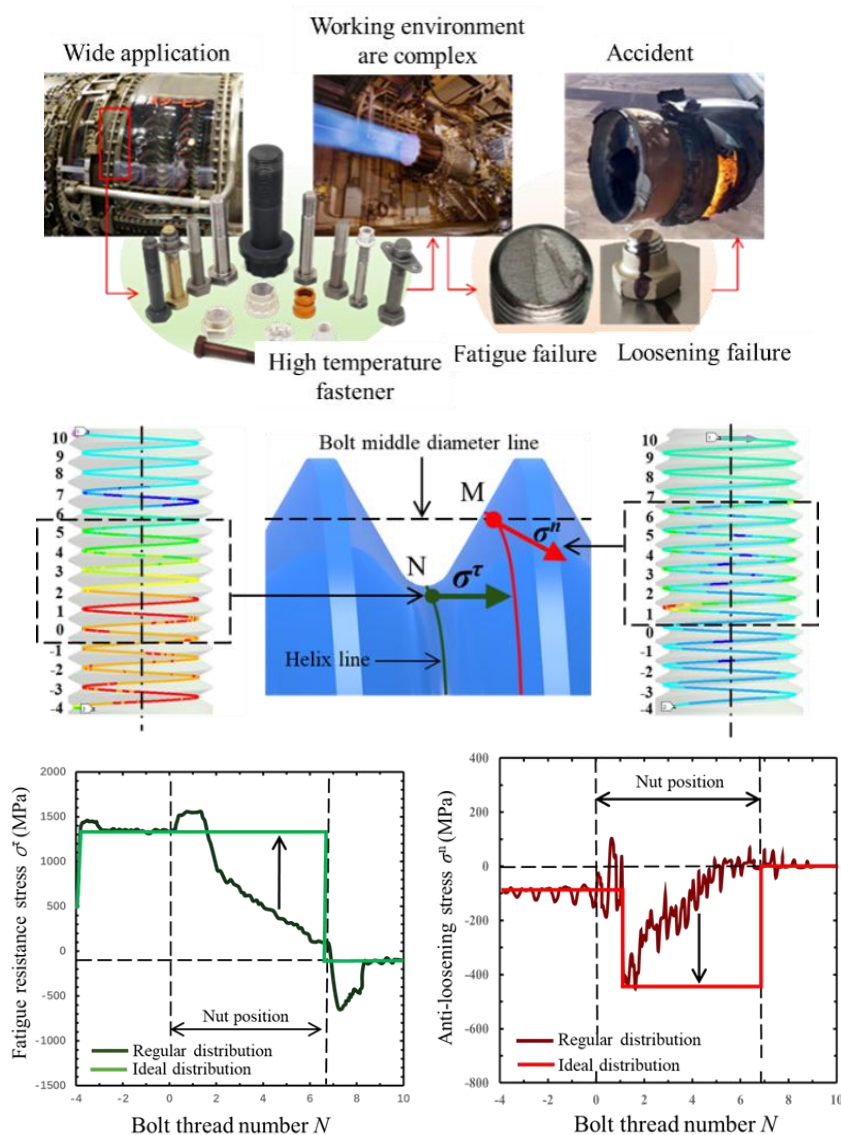 Wide application
Working environment
are complex
Accident
High temperature
fastener
Fatigue failure
Loosening failure
10
9
8
7
6
5
4
3
2
1
0
-1
-2
-3
-4
Bolt middle diameter line
M
N
σⁿ
σ^τ
Helix line
10
9
8
7
6
5
4
3
2
1
0
-1
-2
-3
-4
Fatigue resistance stress σ^τ (MPa)
2000
1500
1000
500
0
-500
-1000
-1500
Nut position
Regular distribution
Ideal distribution
-4 -2 0 2 4 6 8 10
Bolt thread number N
Anti-loosening stress σⁿ (MPa)
400
200
0
-200
-400
-600
-800
Nut position
Regular distribution
Ideal distribution
-4 -2 0 2 4 6 8 10
Bolt thread number N